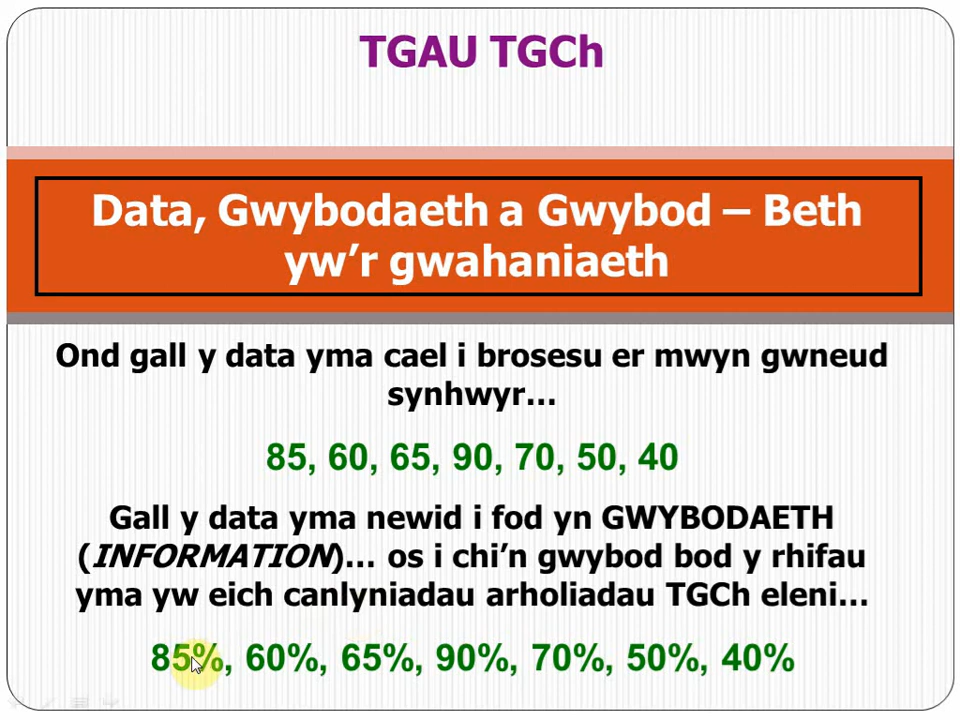 TGAU TGCh
Data, Gwybodaeth a Gwybod – Beth
yw’r gwahaniaeth
Ond gall y data yma cael i brosesu er mwyn gwneud
synhwyr...
85, 60, 65, 90, 70, 50, 40
Gall y data yma newid i fod yn GWYBODAETH
(INFORMATION)... os i chi’n gwybod bod y rhifau
yma yw eich canlyniadau arholiadau TGCh eleni...
85%, 60%, 65%, 90%, 70%, 50%, 40%